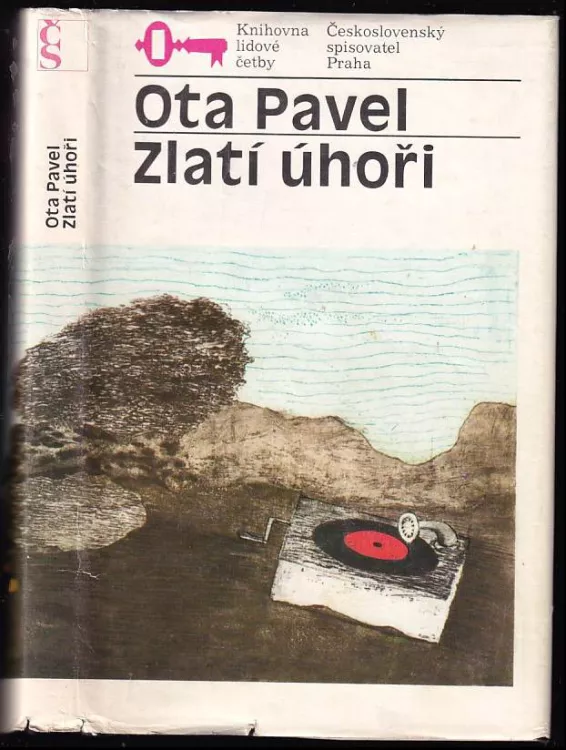 ČS
Ota Pavel
Zlatí úhoři
Knihovna
lidové
četby
Československý
spisovatel
Praha
Ota Pavel
Zlatí úhoři